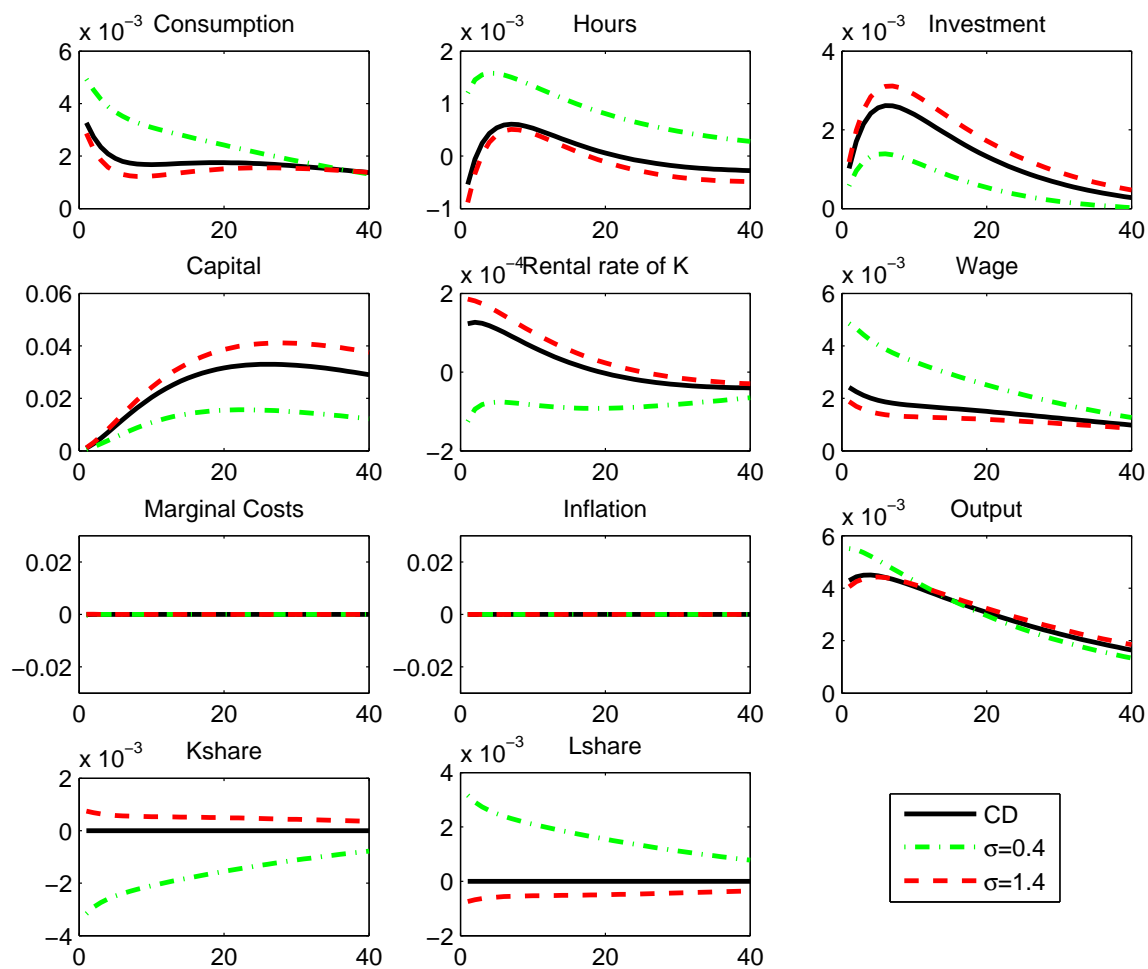 x 10⁻³ Consumption
6
4
2
0
0 20 40
x 10⁻³ Hours
2
1
0
−1
0 20 40
x 10⁻³ Investment
4
2
0
0 20 40
Capital
0.06
0.04
0.02
0
0 20 40
x 10⁻⁴ Rental rate of K
2
0
−2
0 20 40
x 10⁻³ Wage
6
4
2
0
0 20 40
Marginal Costs
0.02
0
−0.02
0 20 40
Inflation
0.02
0
−0.02
0 20 40
x 10⁻³ Output
6
4
2
0
0 20 40
x 10⁻³ Kshare
2
0
−2
−4
0 20 40
x 10⁻³ Lshare
4
2
0
−2
0 20 40
CD
σ=0.4
σ=1.4